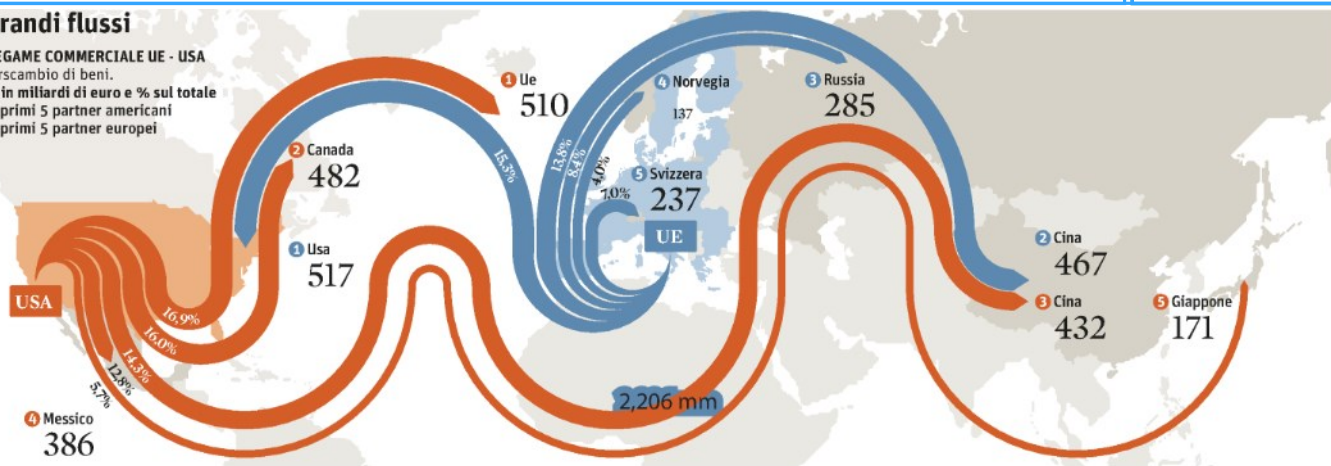 randi flussi
EGAME COMMERCIALE UE - USA
rscambio di beni.
in miliardi di euro e % sul totale
primi 5 partner americani
primi 5 partner europei
1 Ue
510
4 Norvegia
137
3 Russia
285
2 Canada
482
15,3%
13,8%
8,4%
4,0%
7,0%
5 Svizzera
237
UE
1 Usa
517
2 Cina
467
USA
3 Cina
432
5 Giappone
171
16,9%
16,0%
14,3%
12,8%
5,7%
2,206 mm
4 Messico
386